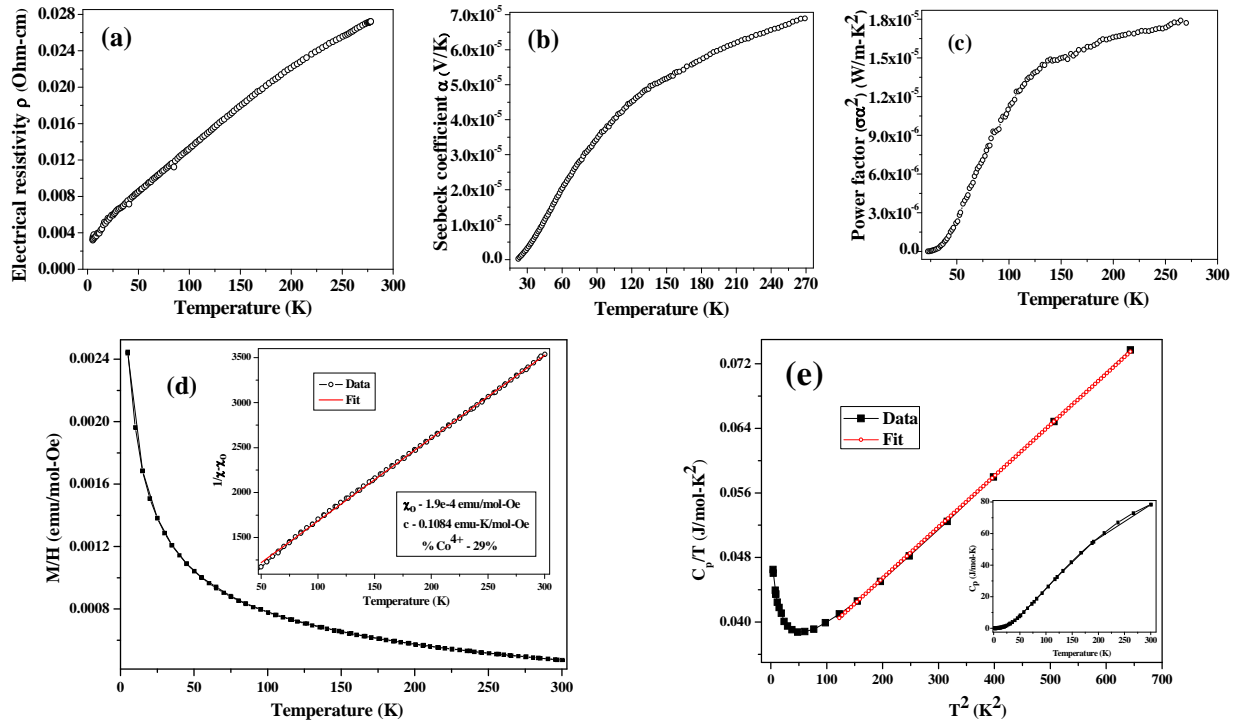 (a)
Electrical resistivity ρ (Ohm-cm)
0.028
0.024
0.020
0.016
0.012
0.008
0.004
0.000
0 50 100 150 200 250 300
Temperature (K)
(b)
Seebeck coefficient α (V/K)
7.0x10-5
6.0x10-5
5.0x10-5
4.0x10-5
3.0x10-5
2.0x10-5
1.0x10-5
0.0
30 60 90 120 150 180 210 240 270
Temperature (K)
(c)
Power factor (σα2) (W/m-K2)
1.8x10-5
1.5x10-5
1.2x10-5
9.0x10-6
6.0x10-6
3.0x10-6
0.0
50 100 150 200 250 300
Temperature (K)
(d)
M/H (emu/mol-Oe)
0.0024
0.0020
0.0016
0.0012
0.0008
0 50 100 150 200 250 300
Temperature (K)
1/χ-χo
3500
3000
2500
2000
1500
50 100 150 200 250 300
Temperature (K)
Data
Fit
χo - 1.9e-4 emu/mol-Oe
c - 0.1084 emu-K/mol-Oe
% Co4+ - 29%
(e)
Cp/T (J/mol-K2)
0.072
0.064
0.056
0.048
0.040
0 100 200 300 400 500 600 700
T2 (K2)
Data
Fit
Cp (J/mol-K)
80
60
40
20
0
0 50 100 150 200 250 300
Temperature (K)